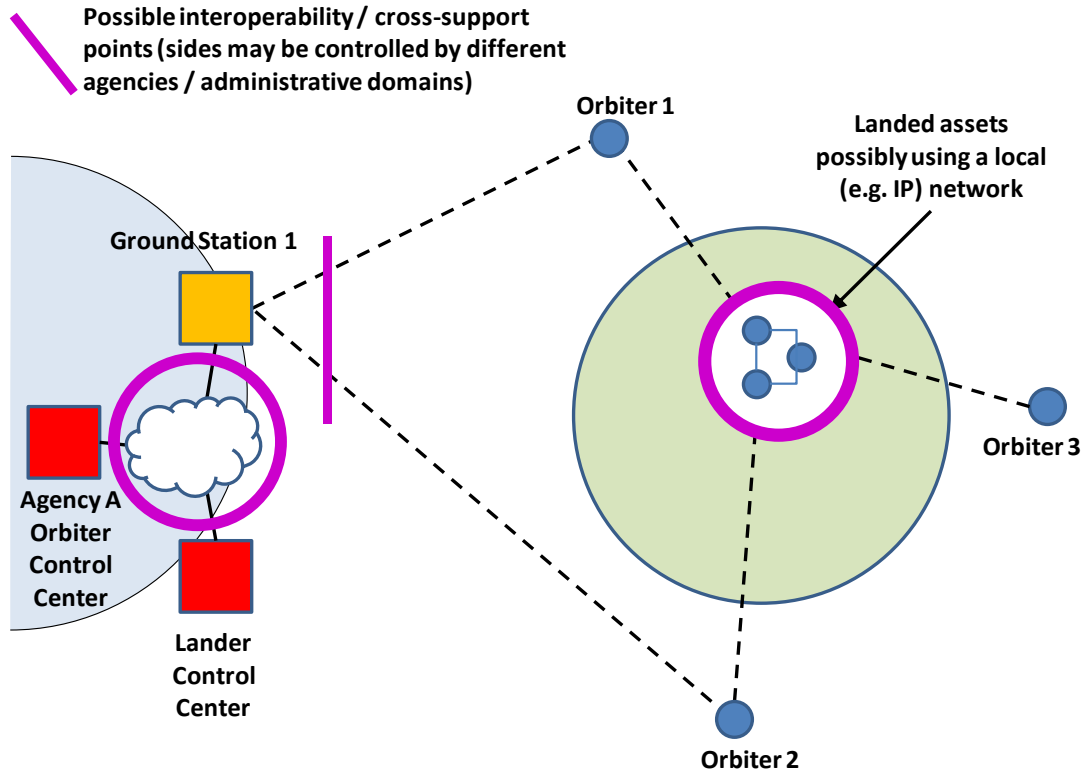 Possible interoperability / cross-support
points (sides may be controlled by different
agencies / administrative domains)
Orbiter 1
Landed assets
possibly using a local
(e.g. IP) network
Ground Station 1
Orbiter 3
Agency A
Orbiter
Control
Center
Lander
Control
Center
Orbiter 2